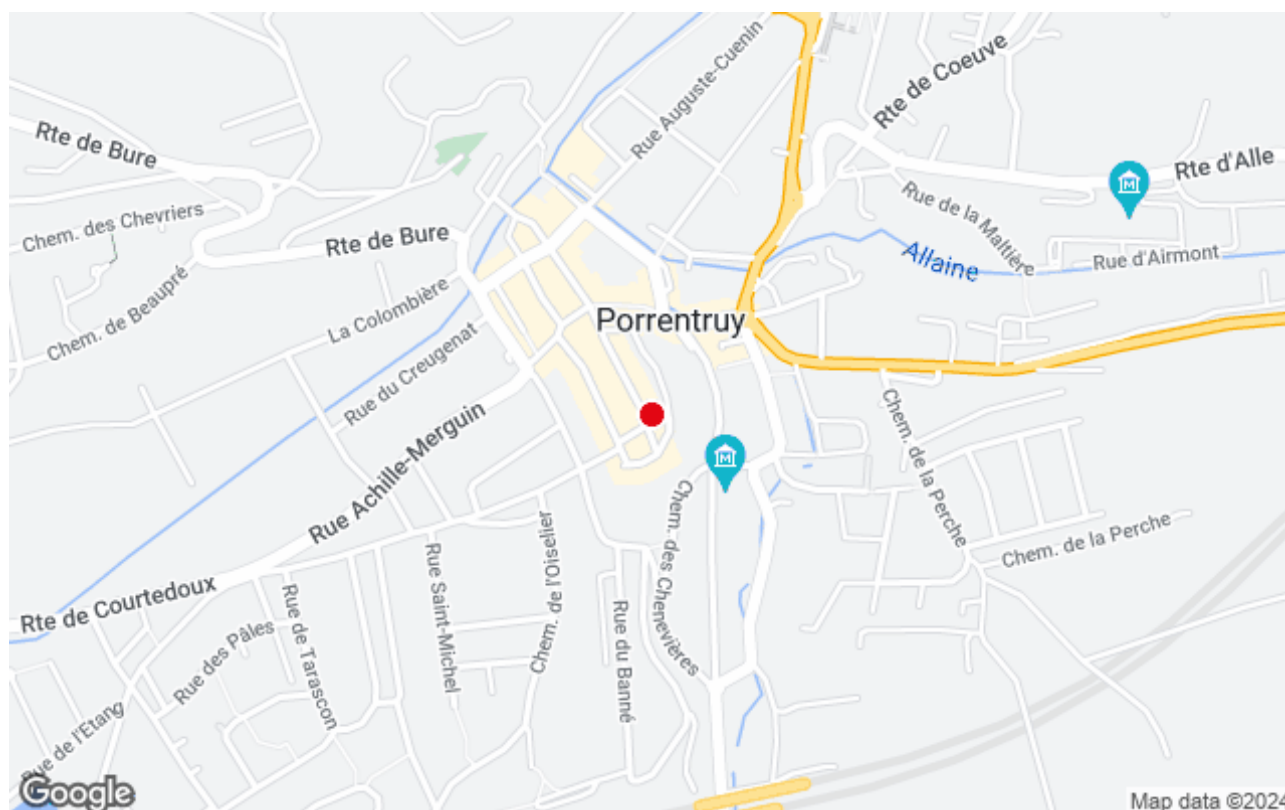 Rte de Bure
Chem. des Chevriers
Chem. de Beaupré
Rte de Bure
La Colombière
Rue du Creugenat
Rue Auguste-Cuenin
Rte de Coeuve
Rte d'Alle
M
Rue de la Maltière
Allaine
Rue d'Airmont
Porrentruy
Rue Achille-Merguin
M
Chem. de la Perche
Chem. de la Perche
Rte de Courtedoux
Rue des Pâles
Rue de l'Etang
Rue de Tarascon
Rue Saint-Michel
Chem. de l'Oiselier
Rue du Banné
Chem. des Chenevières
Google
Map data ©2024